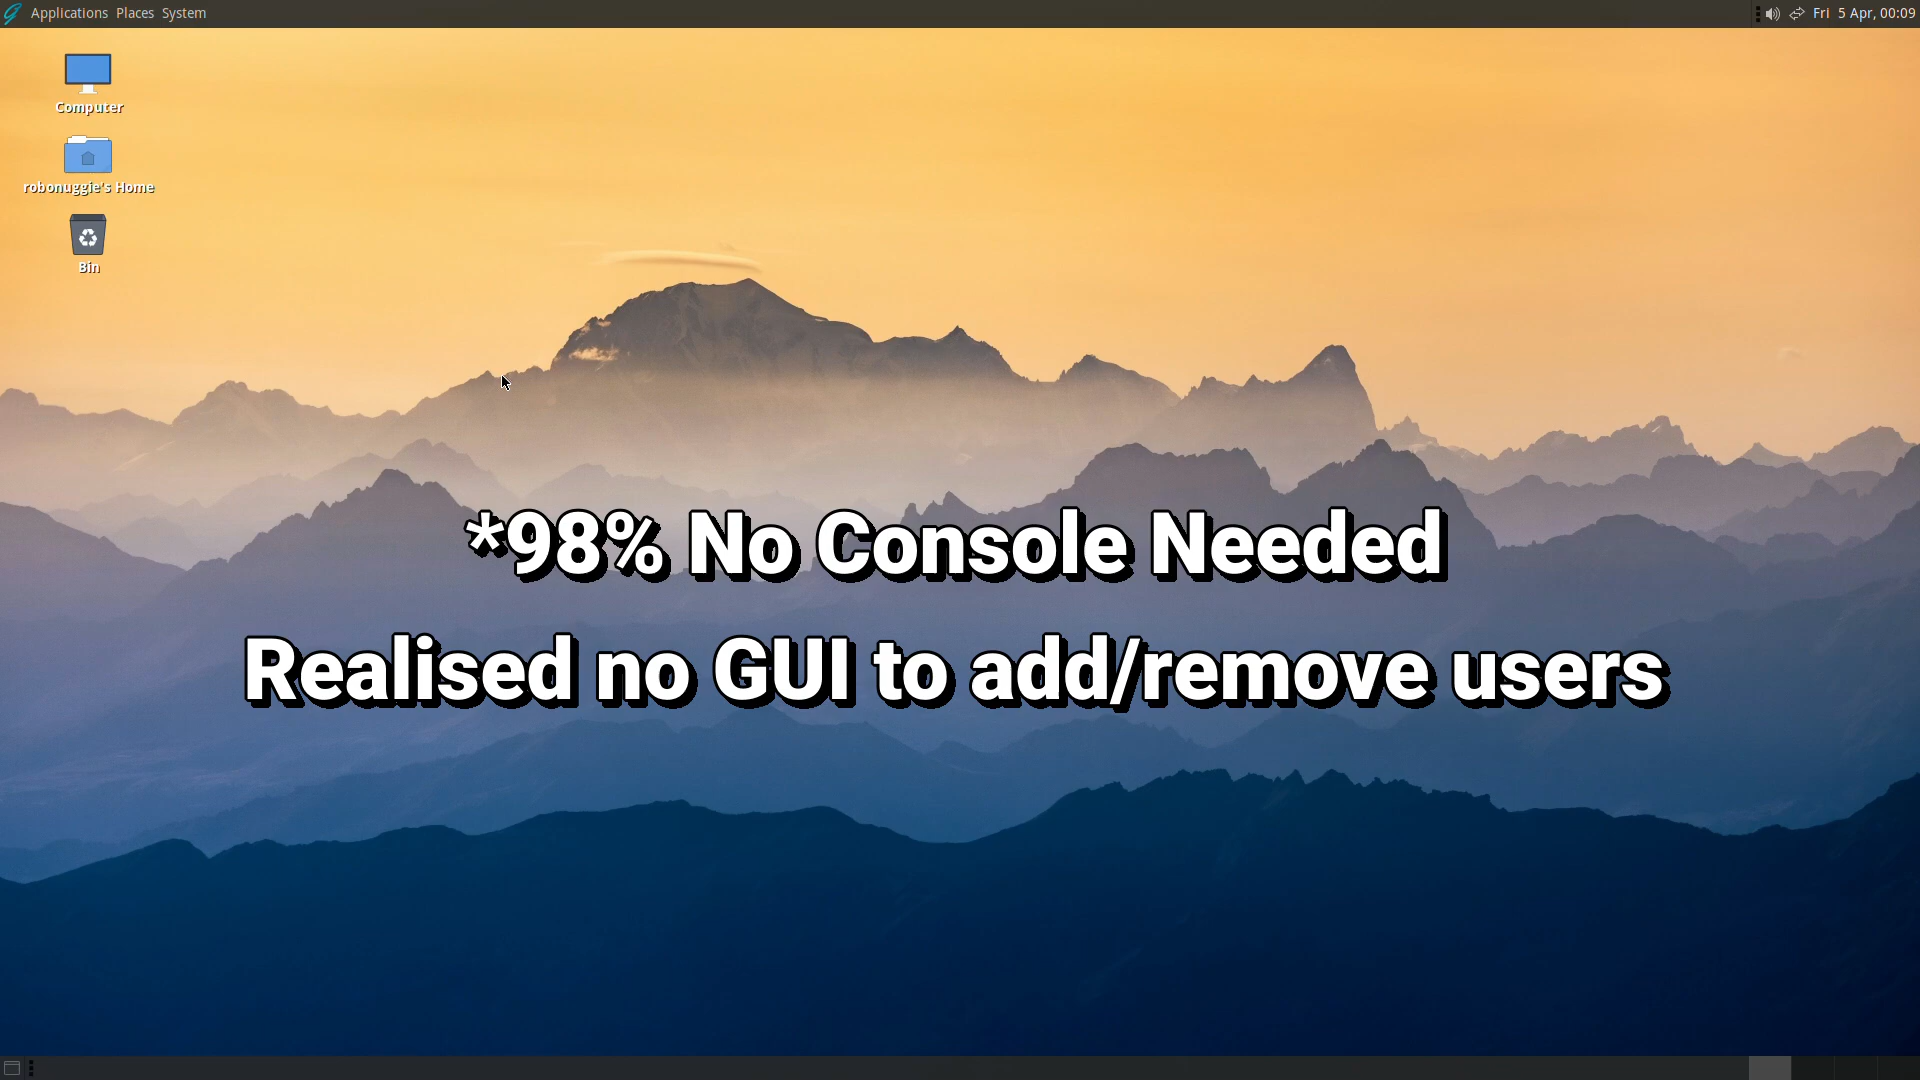 Applications Places System
Fri 5 Apr, 00:09
Computer
robonuggie's Home
Bin
*98% No Console Needed
Realised no GUI to add/remove users